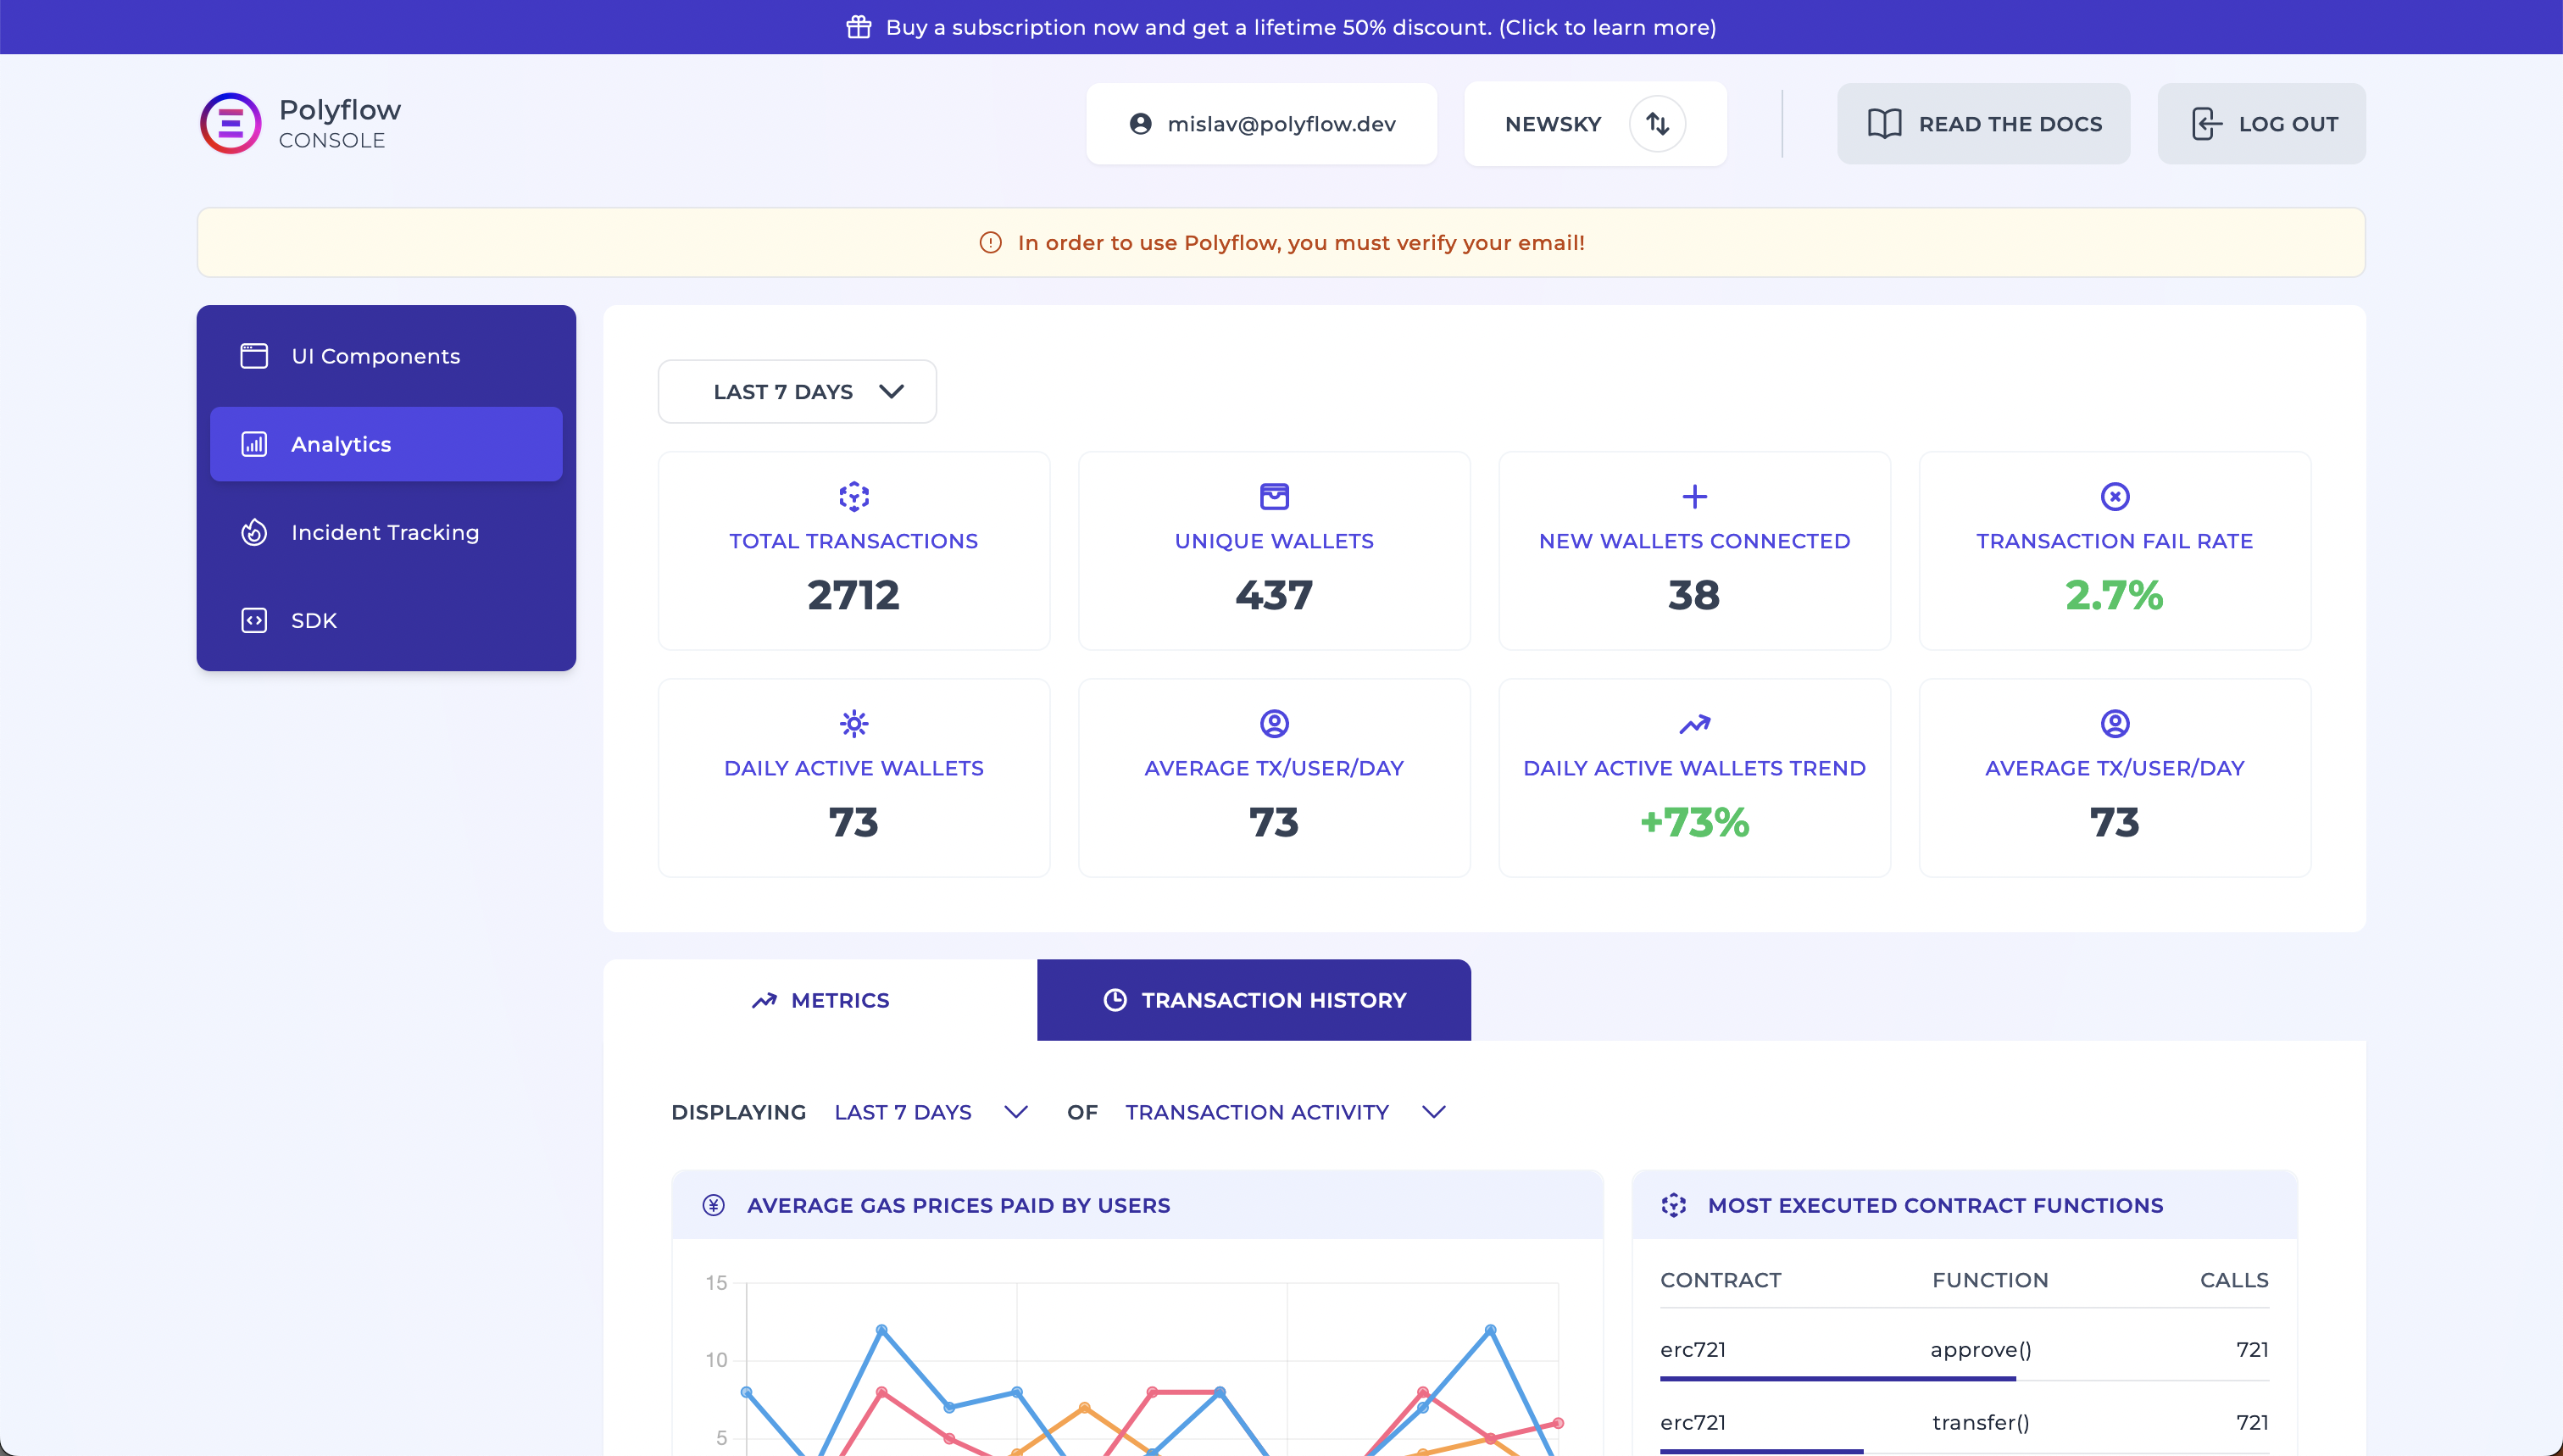 Buy a subscription now and get a lifetime 50% discount. (Click to learn more)
Polyflow
CONSOLE
mislav@polyflow.dev
NEWSKY
READ THE DOCS
LOG OUT
In order to use Polyflow, you must verify your email!
UI Components
Analytics
Incident Tracking
SDK
LAST 7 DAYS
TOTAL TRANSACTIONS
2712
UNIQUE WALLETS
437
NEW WALLETS CONNECTED
38
TRANSACTION FAIL RATE
2.7%
DAILY ACTIVE WALLETS
73
AVERAGE TX/USER/DAY
73
DAILY ACTIVE WALLETS TREND
+73%
AVERAGE TX/USER/DAY
73
METRICS
TRANSACTION HISTORY
DISPLAYING LAST 7 DAYS OF TRANSACTION ACTIVITY
AVERAGE GAS PRICES PAID BY USERS
15
10
5
MOST EXECUTED CONTRACT FUNCTIONS
CONTRACT FUNCTION CALLS
erc721 approve() 721
erc721 transfer() 721